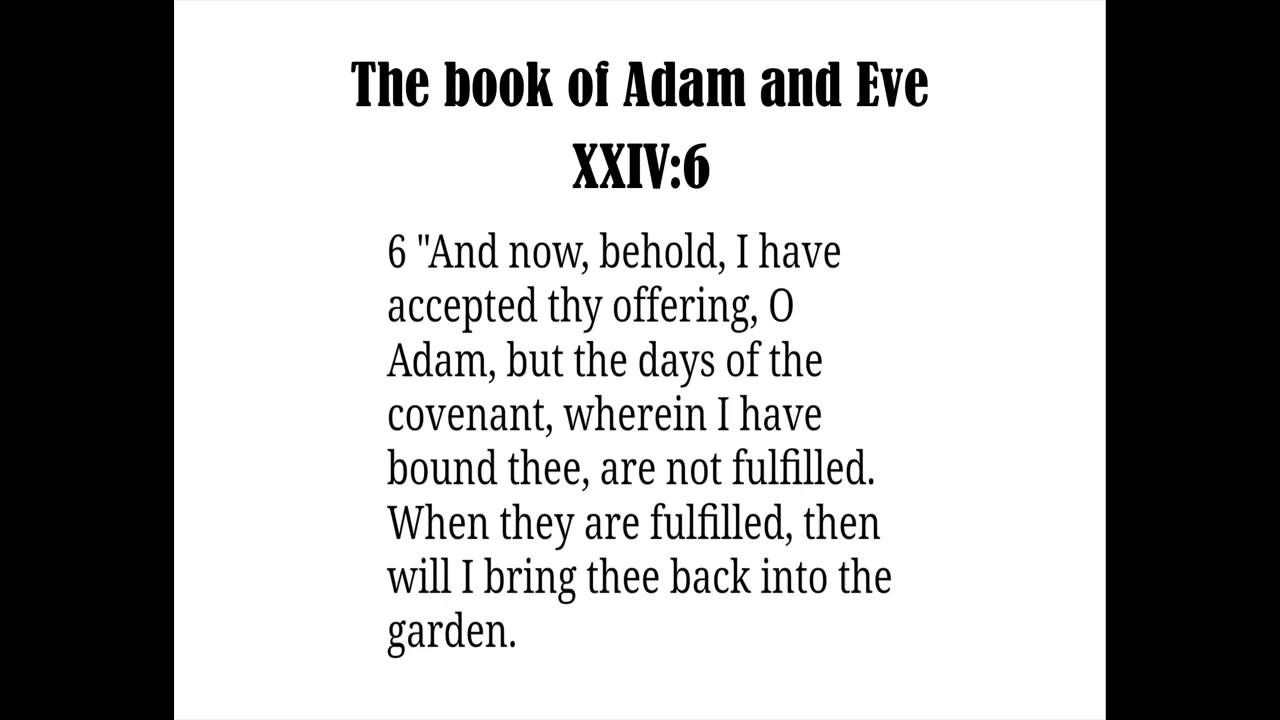 The book of Adam and Eve
XXIV:6
6 "And now, behold, I have
accepted thy offering, O
Adam, but the days of the
covenant, wherein I have
bound thee, are not fulfilled.
When they are fulfilled, then
will I bring thee back into the
garden.